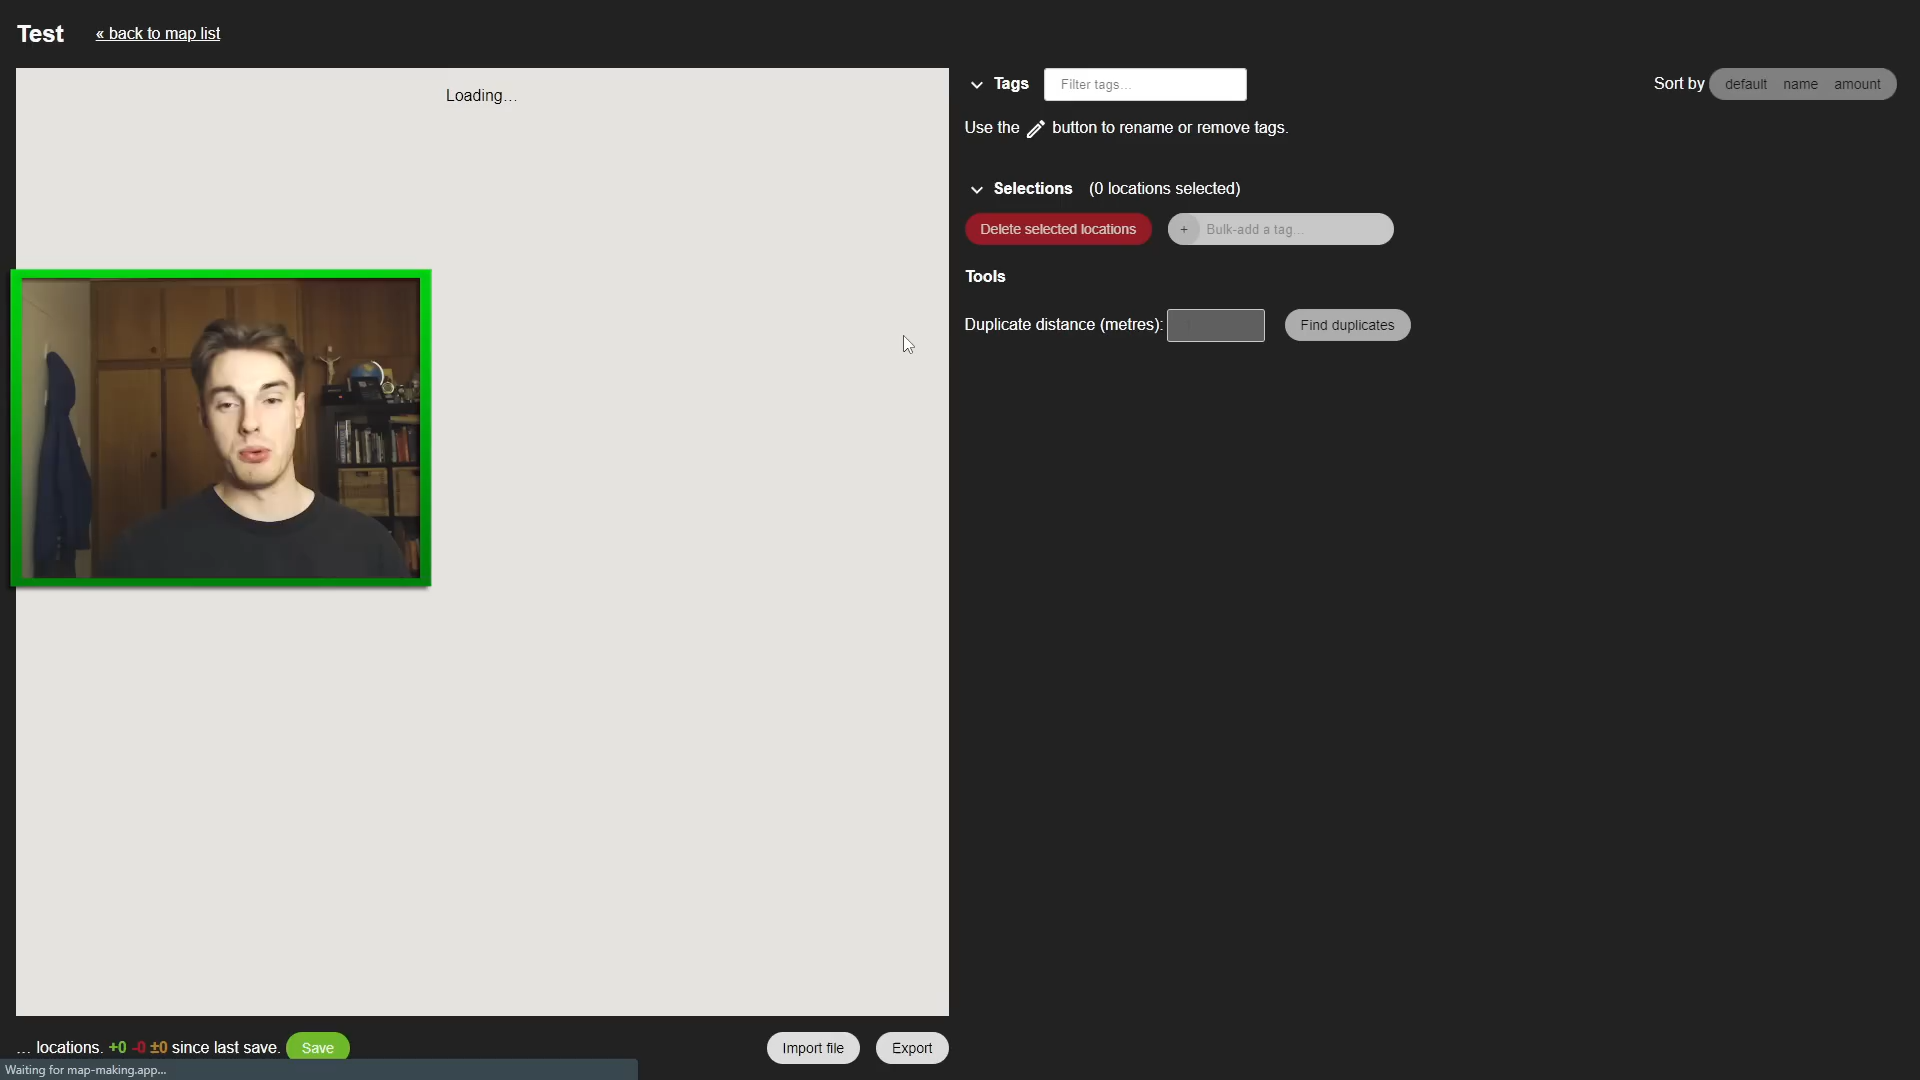 Test
« back to map list
Loading...
Tags
Filter tags...
Sort by
default name amount
Use the button to rename or remove tags.
Selections (0 locations selected)
Delete selected locations
+ Bulk-add a tag...
Tools
Duplicate distance (metres):
Find duplicates
... locations. +0 -0 ±0 since last save.
Save
Import file
Export
Waiting for map-making.app...